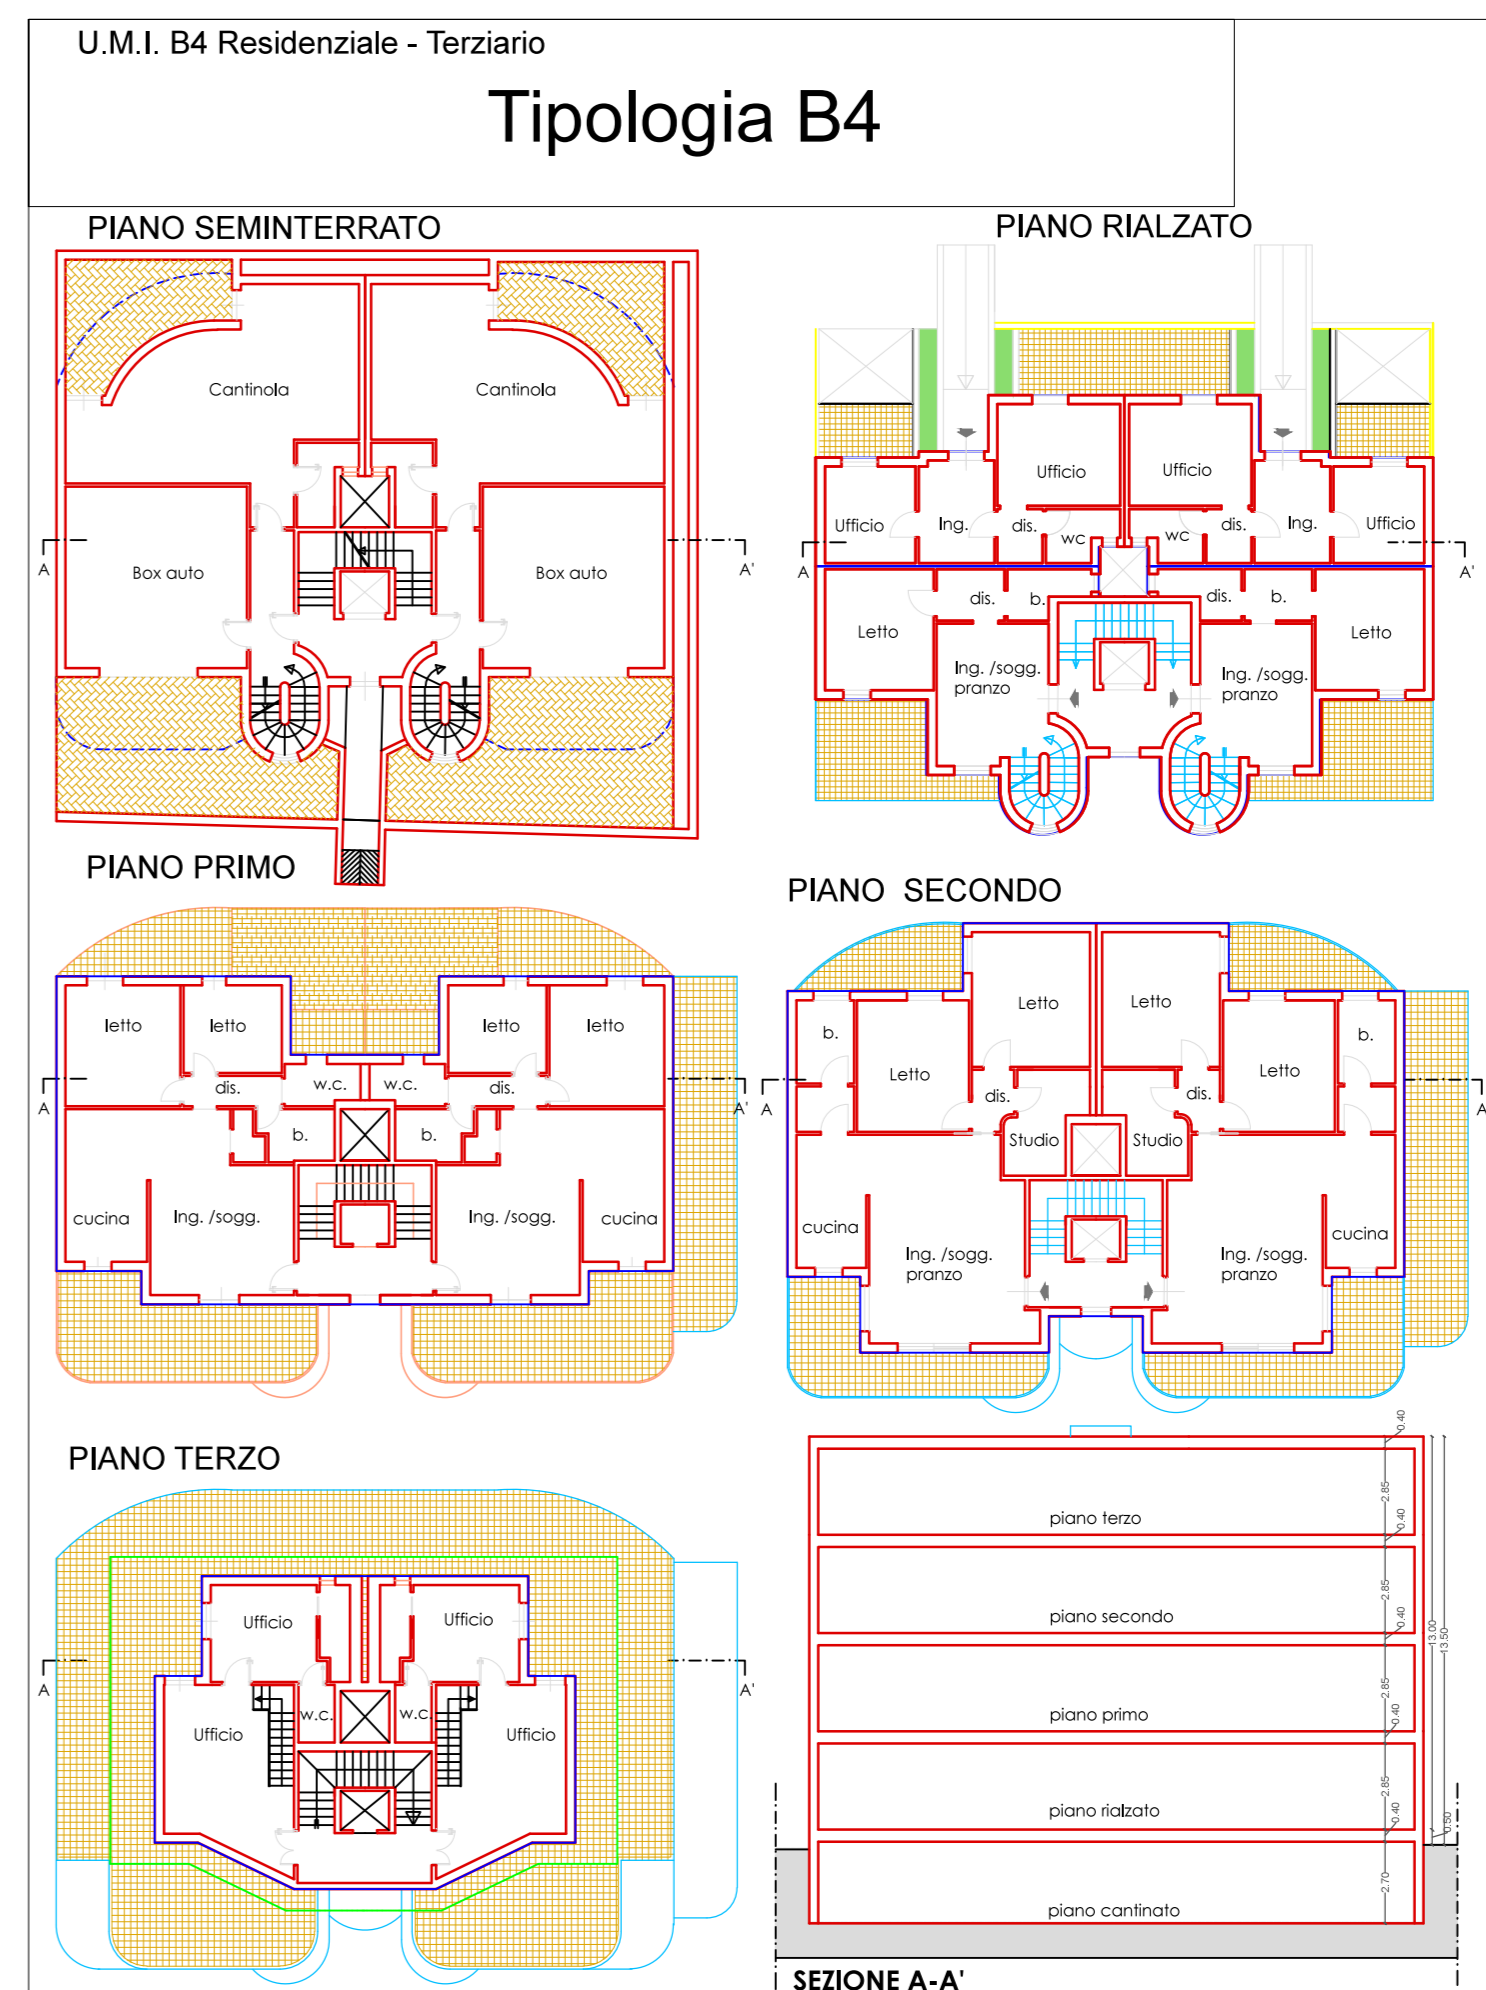 U.M.I. B4 Residenziale - Terziario
Tipologia B4
PIANO SEMINTERRATO
Cantinola
Cantinola
A
A'
Box auto
Box auto
PIANO RIALZATO
Ufficio
Ufficio
Ufficio
Ing.
dis.
wc
wc
dis.
Ing.
Ufficio
A
A'
Letto
dis.
b.
dis.
b.
Letto
Ing. /sogg.
pranzo
Ing. /sogg.
pranzo
PIANO PRIMO
letto
letto
letto
letto
dis.
w.c.
w.c.
dis.
A
A'
b.
b.
cucina
Ing. /sogg.
Ing. /sogg.
cucina
PIANO SECONDO
Letto
Letto
b.
b.
Letto
Letto
dis.
dis.
A
A
Studio
Studio
cucina
cucina
Ing. /sogg.
pranzo
Ing. /sogg.
pranzo
PIANO TERZO
Ufficio
Ufficio
A
A'
w.c.
w.c.
Ufficio
Ufficio
0.40
2.85
piano terzo
0.40
2.85
piano secondo
0.40
13.00
13.50
2.85
piano primo
0.40
2.85
piano rialzato
0.40
0.50
2.70
piano cantinato
SEZIONE A-A'